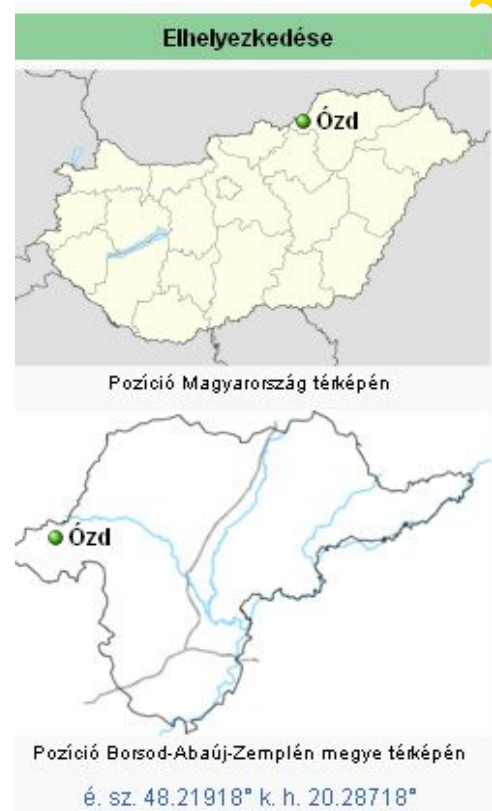 Elhelyezkedése
Ózd
Pozíció Magyarország térképén
Ózd
Pozíció Borsod-Abaúj-Zemplén megye térképén
é. sz. 48.21918° k. h. 20.28718°